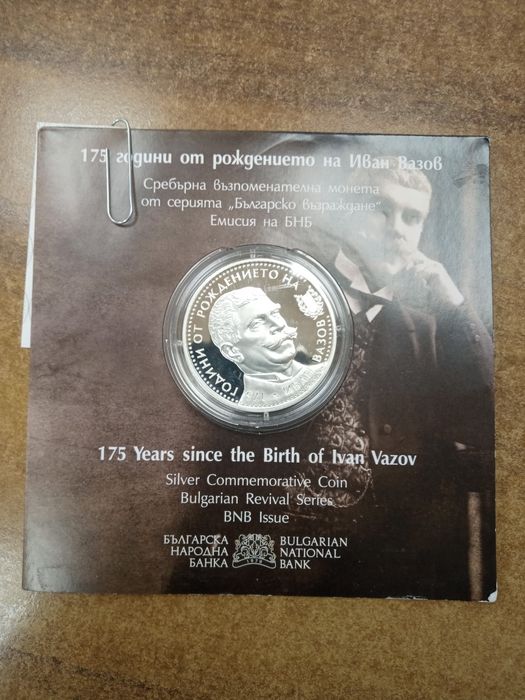 175 години от рождението на Иван Вазов
Сребърна възпоменателна монета
от серията „Българско възраждане“
Емисия на БНБ
ГОДИНИ ОТ РОЖДЕНИЕТО НА
ИВАН ВАЗОВ
175
175 Years since the Birth of Ivan Vazov
Silver Commemorative Coin
Bulgarian Revival Series
BNB Issue
БЪЛГАРСКА
НАРОДНА
БАНКА
BULGARIAN
NATIONAL
BANK